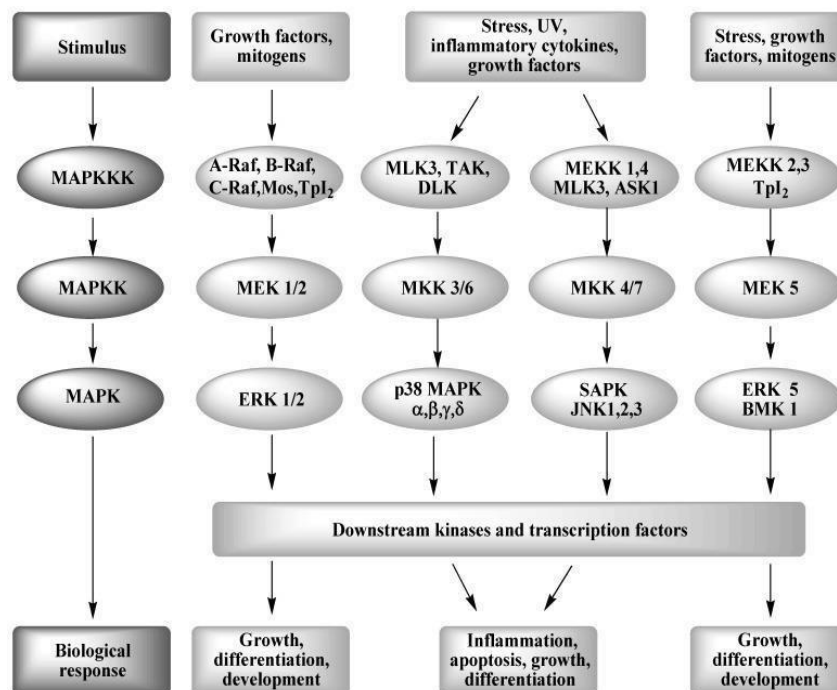 Stimulus
Growth factors,
mitogens
Stress, UV,
inflammatory cytokines,
growth factors
Stress, growth
factors, mitogens
MAPKKK
A-Raf, B-Raf,
C-Raf,Mos,TpI₂
MLK3, TAK,
DLK
MEKK 1,4
MLK3, ASK1
MEKK 2,3
TpI₂
MAPKK
MEK 1/2
MKK 3/6
MKK 4/7
MEK 5
MAPK
ERK 1/2
p38 MAPK
α,β,γ,δ
SAPK
JNK1,2,3
ERK 5
BMK 1
Downstream kinases and transcription factors
Biological
response
Growth,
differentiation,
development
Inflammation,
apoptosis, growth,
differentiation
Growth,
differentiation,
development